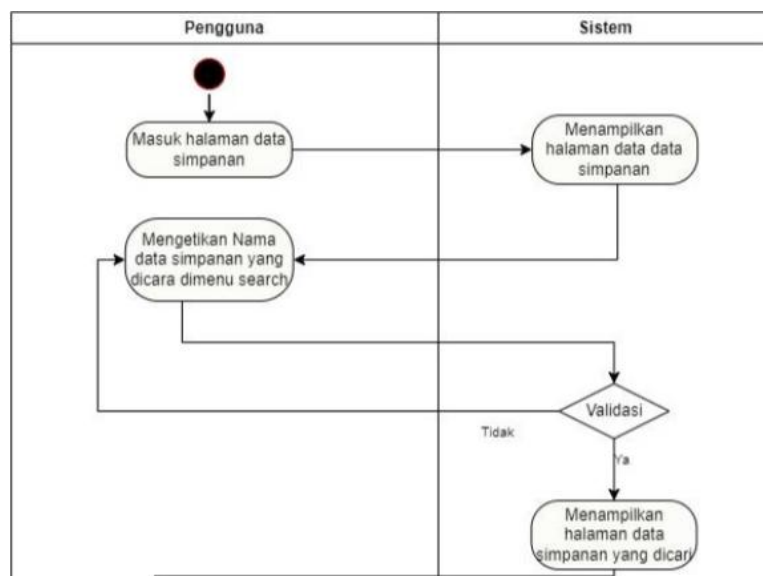 Pengguna
Sistem
Masuk halaman data
simpanan
Menampilkan
halaman data data
simpanan
Mengetikan Nama
data simpanan yang
dicara dimenu search
Validasi
Tidak
Ya
Menampilkan
halaman data
simpanan yang dicari